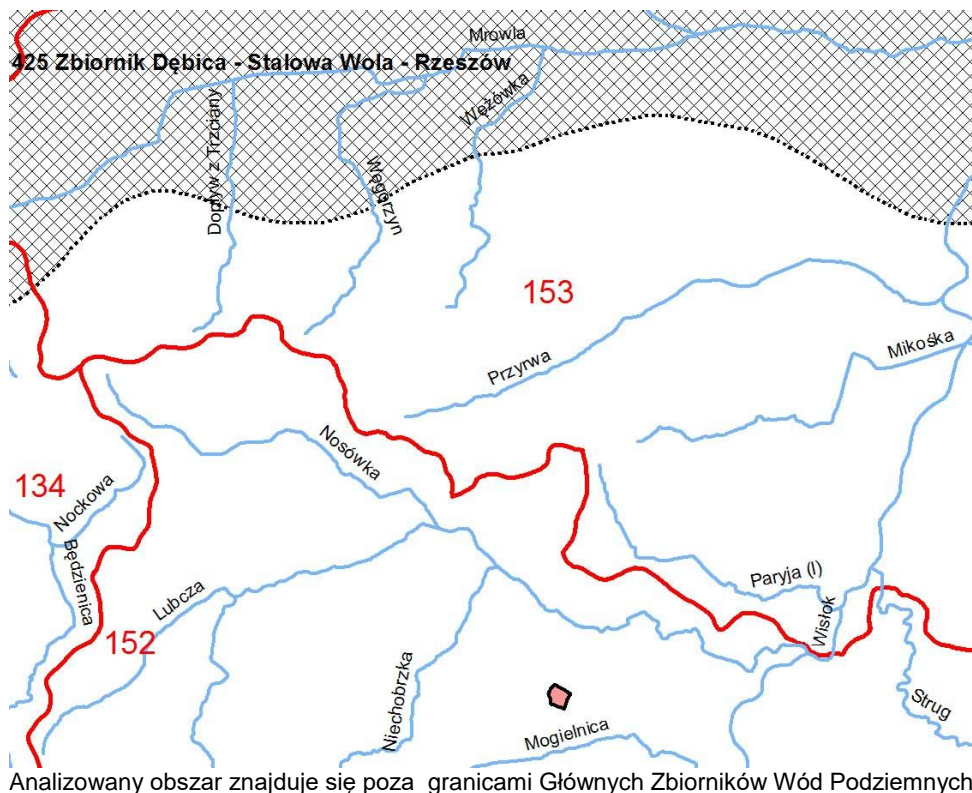 Mrowla
425 Zbiornik Dębica - Stalowa Wola - Rzeszów
Wężówka
Dopływ z Trzciany
Węgórzyn
153
Mikośka
Przyrwa
Nosówka
134
Nockowa
Będzienica
Paryja (I)
Lubcza
Wisłok
152
Niechobrzka
Strug
Mogielnica
Analizowany obszar znajduje się poza  granicami Głównych Zbiorników Wód Podziemnych